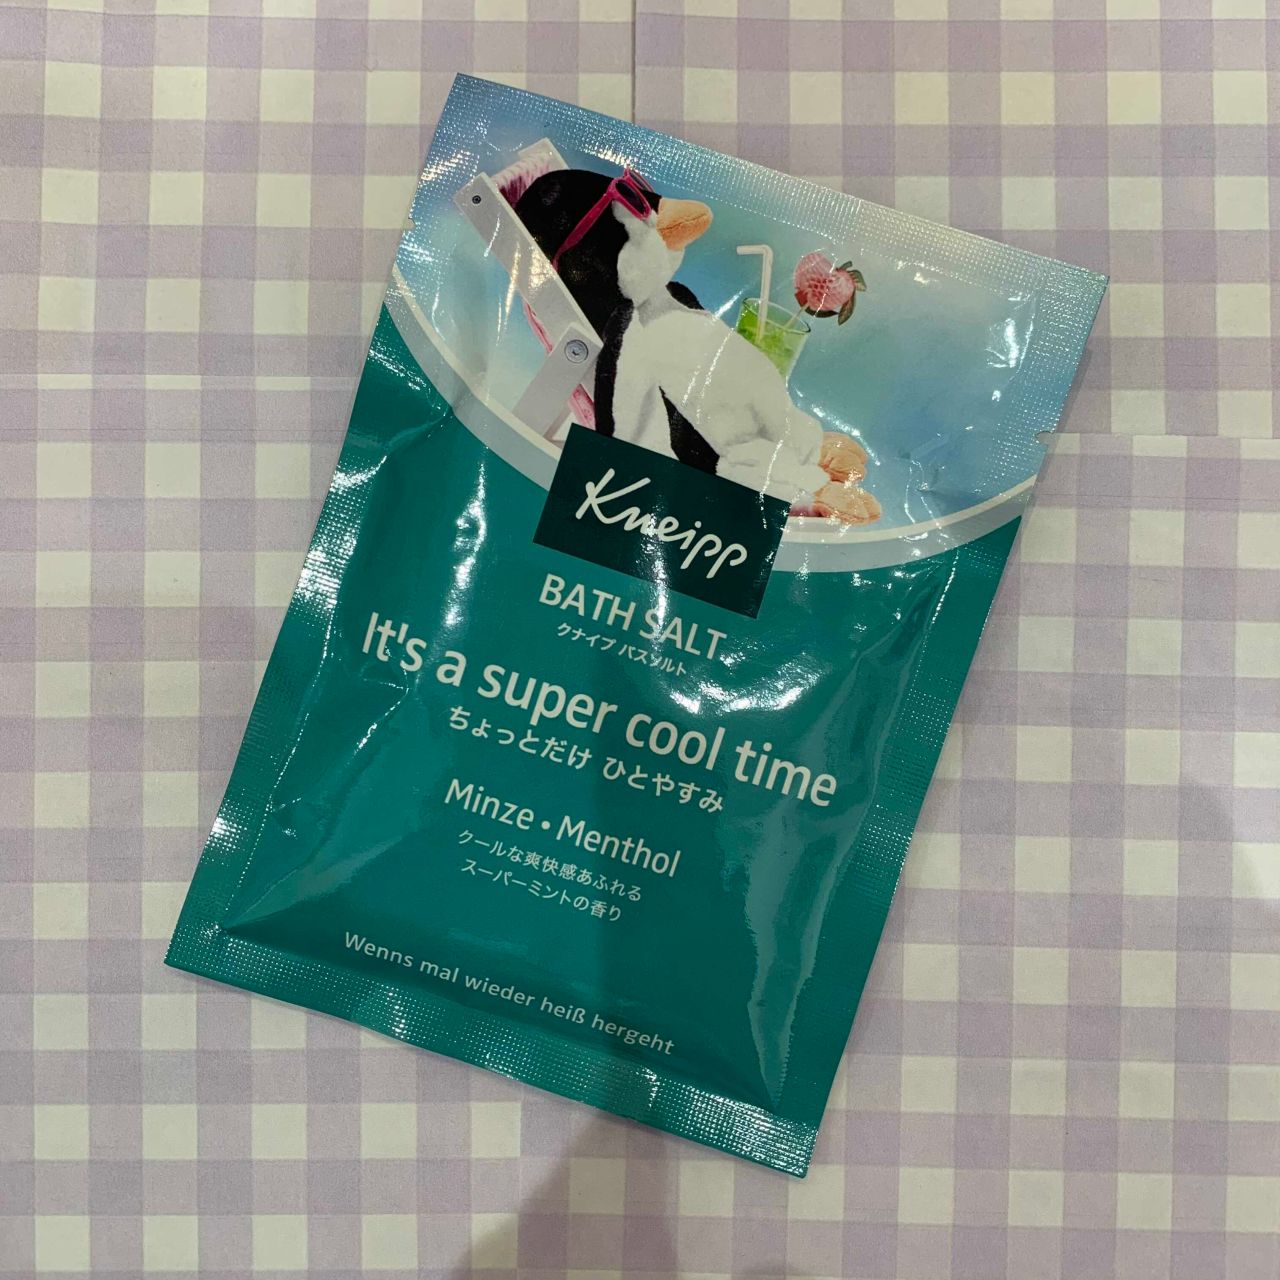 Kneipp
BATH SALT
クナイプ バスソルト
It's a super cool time
ちょっとだけ ひとやすみ
Minze • Menthol
クールな爽快感あふれる
スーパーミントの香り
Wenns mal wieder heiß hergeht